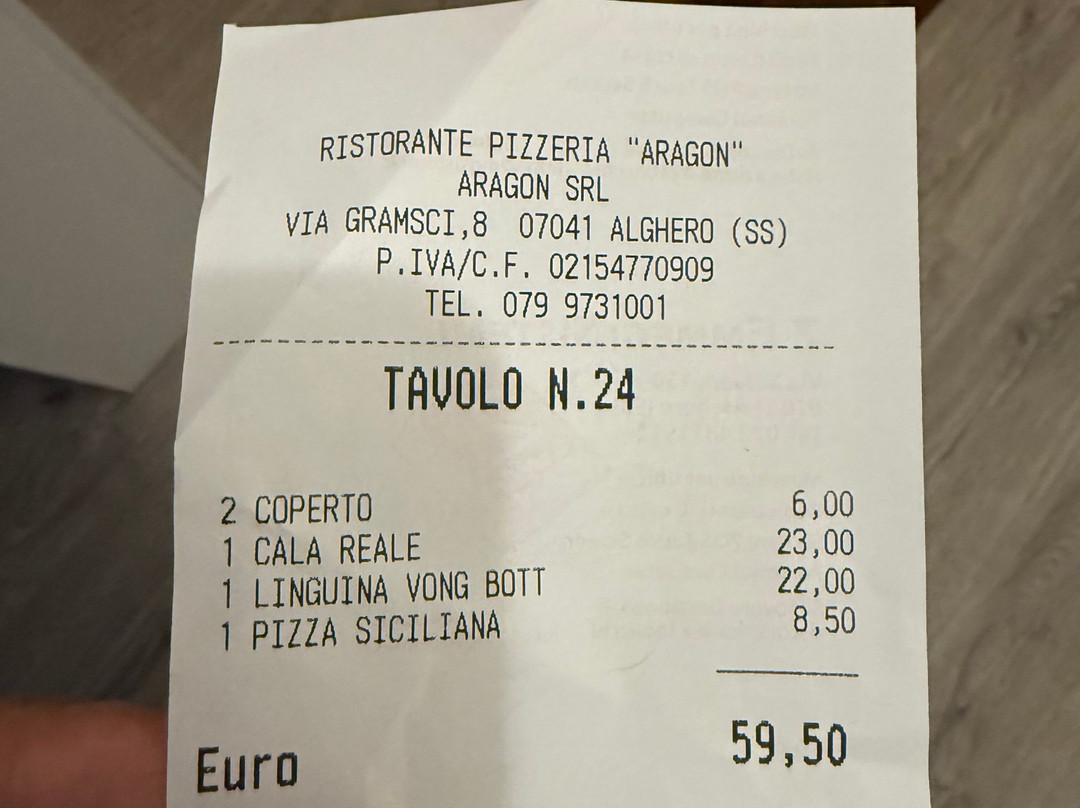 RISTORANTE PIZZERIA "ARAGON"
ARAGON SRL
VIA GRAMSCI,8 07041 ALGHERO (SS)
P.IVA/C.F. 02154770909
TEL. 079 9731001
TAVOLO N.24
2 COPERTO 6,00
1 CALA REALE 23,00
1 LINGUINA VONG BOTT 22,00
1 PIZZA SICILIANA 8,50
Euro 59,50